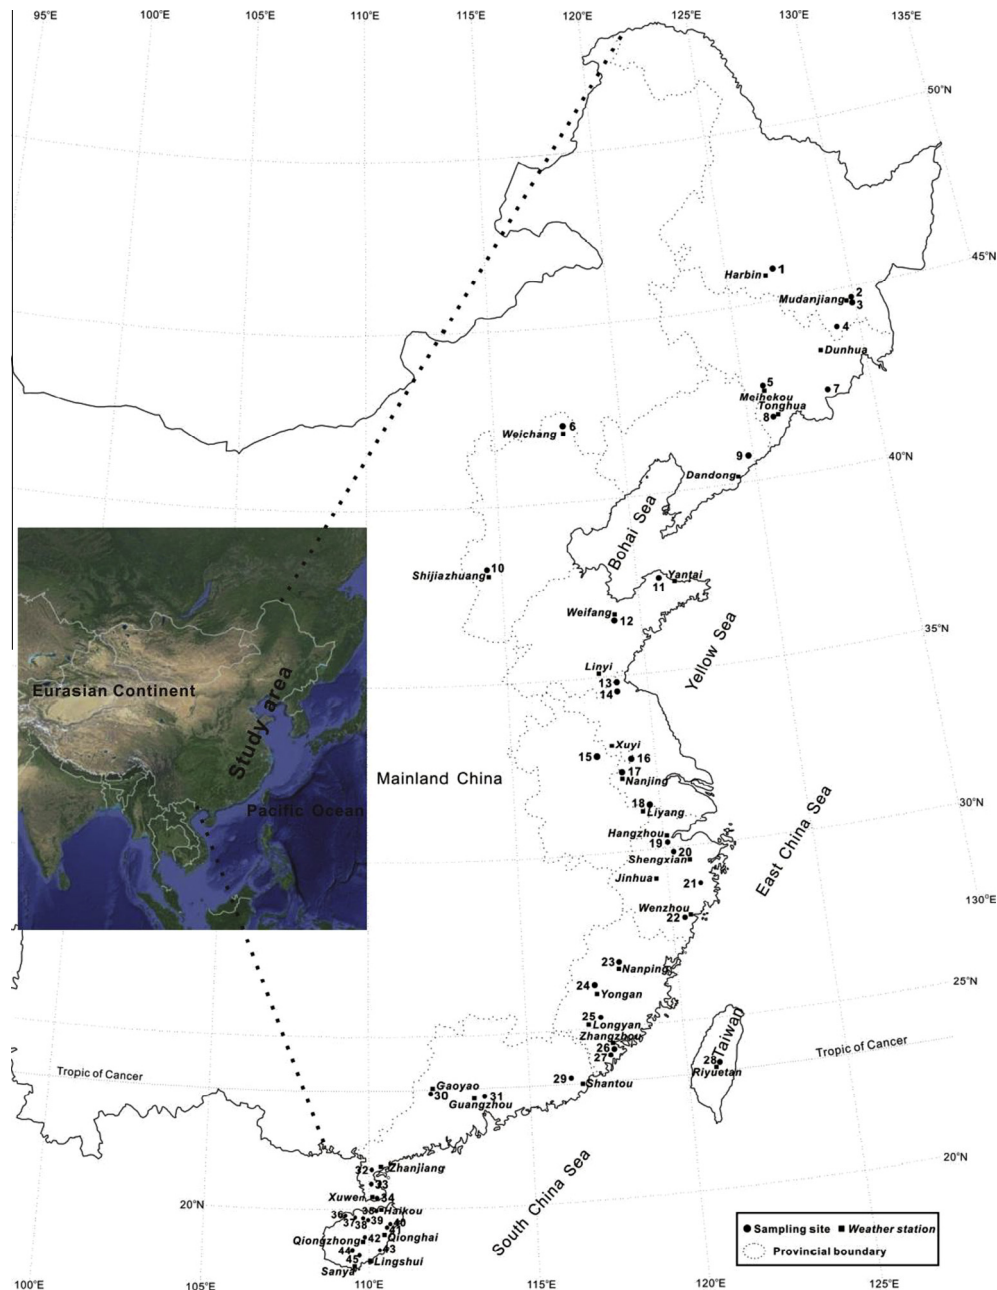 95°E 100°E 105°E 110°E 115°E 120°E 125°E 130°E 135°E
50°N
45°N
Harbin 1
Mudanjiang 2
3
4
Dunhua
5
Meihekou
7
Tonghua
8
6
Weichang
40°N
9
Dandong
Bohai Sea
10
Shijiazhuang
Yantai
11
Weifang
12
35°N
Yellow Sea
Linyi
13
14
Eurasian Continent
Study area
Pacific Ocean
Mainland China
Xuyi
15 16
17
Nanjing
18
Liyang
30°N
East China Sea
Hangzhou
19 20
Shengxian
Jinhua 21
Wenzhou
22
130°E
23
Nanping
24
Yongan
25°N
25
Longyan
Zhangzhou
26
27
Taiwan
28
Riyuetan
Tropic of Cancer
Tropic of Cancer
29
Shantou
Gaoyao
30 31
Guangzhou
32 Zhanjiang
33
Xuwen 34
20°N
20°N
South China Sea
35 Haikou
36
37 38 39 40
41
Qiongzhong 42 Qionghai
44 43
45 Lingshui
Sanya
Sampling site Weather station
Provincial boundary
100°E 105°E 110°E 115°E 120°E 125°E